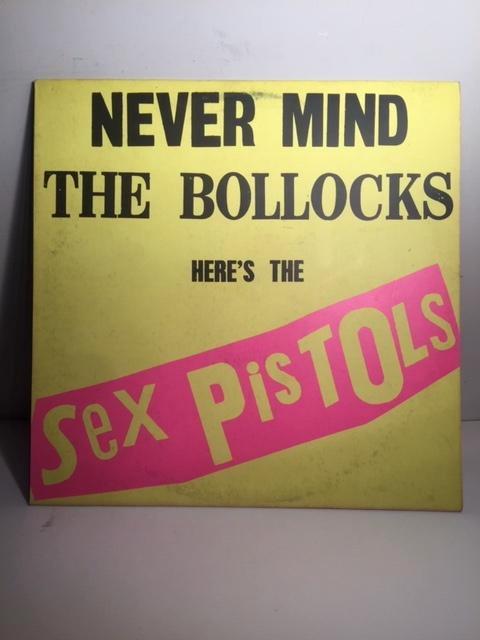 NEVER MIND
THE BOLLOCKS
HERE'S THE
Sex PisTOLS